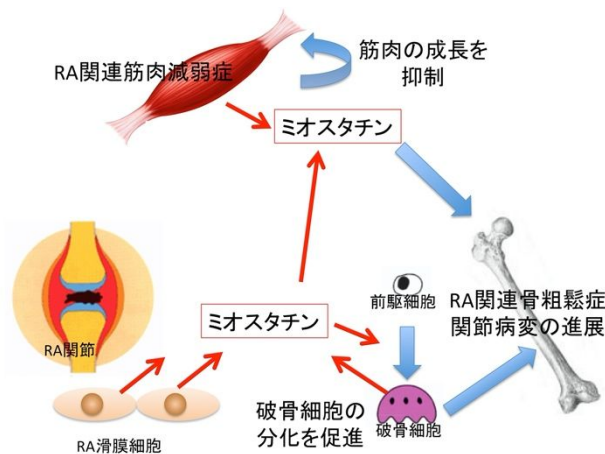 RA関連筋肉減弱症
筋肉の成長を
抑制
ミオスタチン
前駆細胞
RA関連骨粗鬆症
関節病変の進展
ミオスタチン
RA関節
破骨細胞の
分化を促進
破骨細胞
RA滑膜細胞